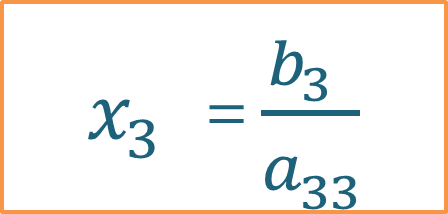 x₃ = b₃/a₃₃